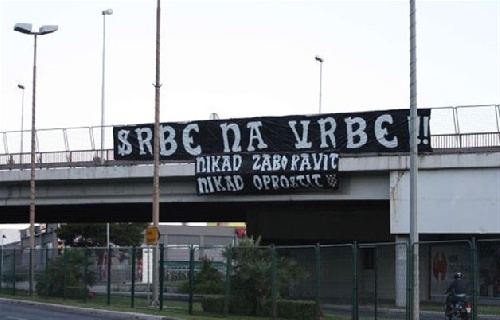 SRBE NA VRBE!!
NIKAD ZABORAVIT
NIKAD OPROSTIT